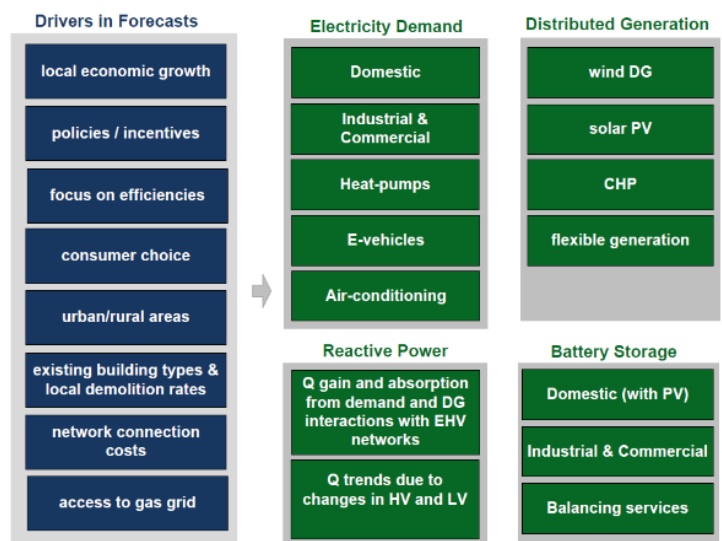 Drivers in Forecasts
local economic growth
policies / incentives
focus on efficiencies
consumer choice
urban/rural areas
existing building types &
local demolition rates
network connection
costs
access to gas grid
Electricity Demand
Domestic
Industrial &
Commercial
Heat-pumps
E-vehicles
Air-conditioning
Distributed Generation
wind DG
solar PV
CHP
flexible generation
Reactive Power
Q gain and absorption
from demand and DG
interactions with EHV
networks
Q trends due to
changes in HV and LV
Battery Storage
Domestic (with PV)
Industrial & Commercial
Balancing services